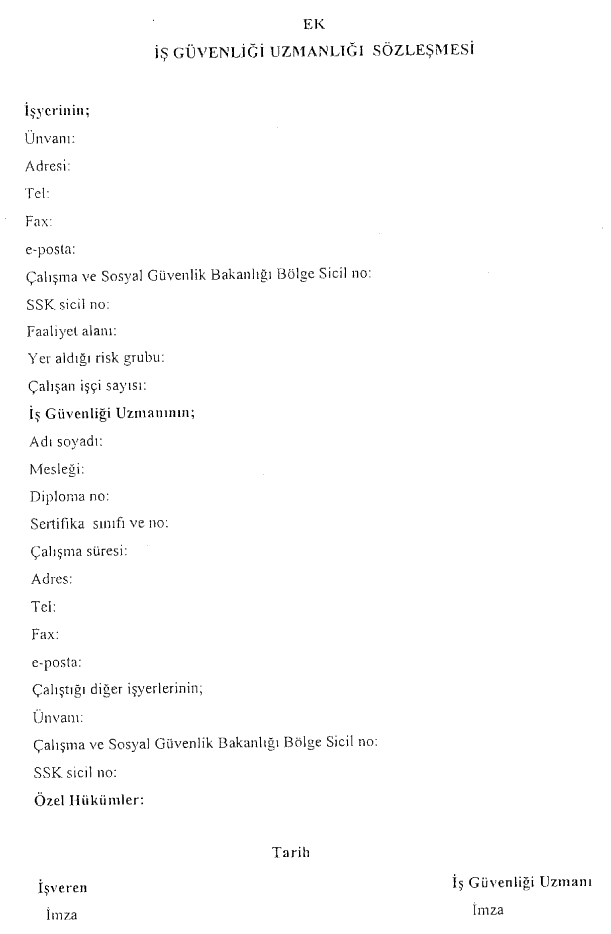 EK
İŞ GÜVENLİĞİ UZMANLIĞI SÖZLEŞMESİ
İşyerinin;
Ünvanı:
Adresi:
Tel:
Fax:
e-posta:
Çalışma ve Sosyal Güvenlik Bakanlığı Bölge Sicil no:
SSK sicil no:
Faaliyet alanı:
Yer aldığı risk grubu:
Çalışan işçi sayısı:
İş Güvenliği Uzmanının;
Adı soyadı:
Mesleği:
Diploma no:
Sertifika sınıfı ve no:
Çalışma süresi:
Adres:
Tel:
Fax:
e-posta:
Çalıştığı diğer işyerlerinin;
Ünvanı:
Çalışma ve Sosyal Güvenlik Bakanlığı Bölge Sicil no:
SSK sicil no:
Özel Hükümler:
Tarih
İşveren İş Güvenliği Uzmanı
İmza İmza